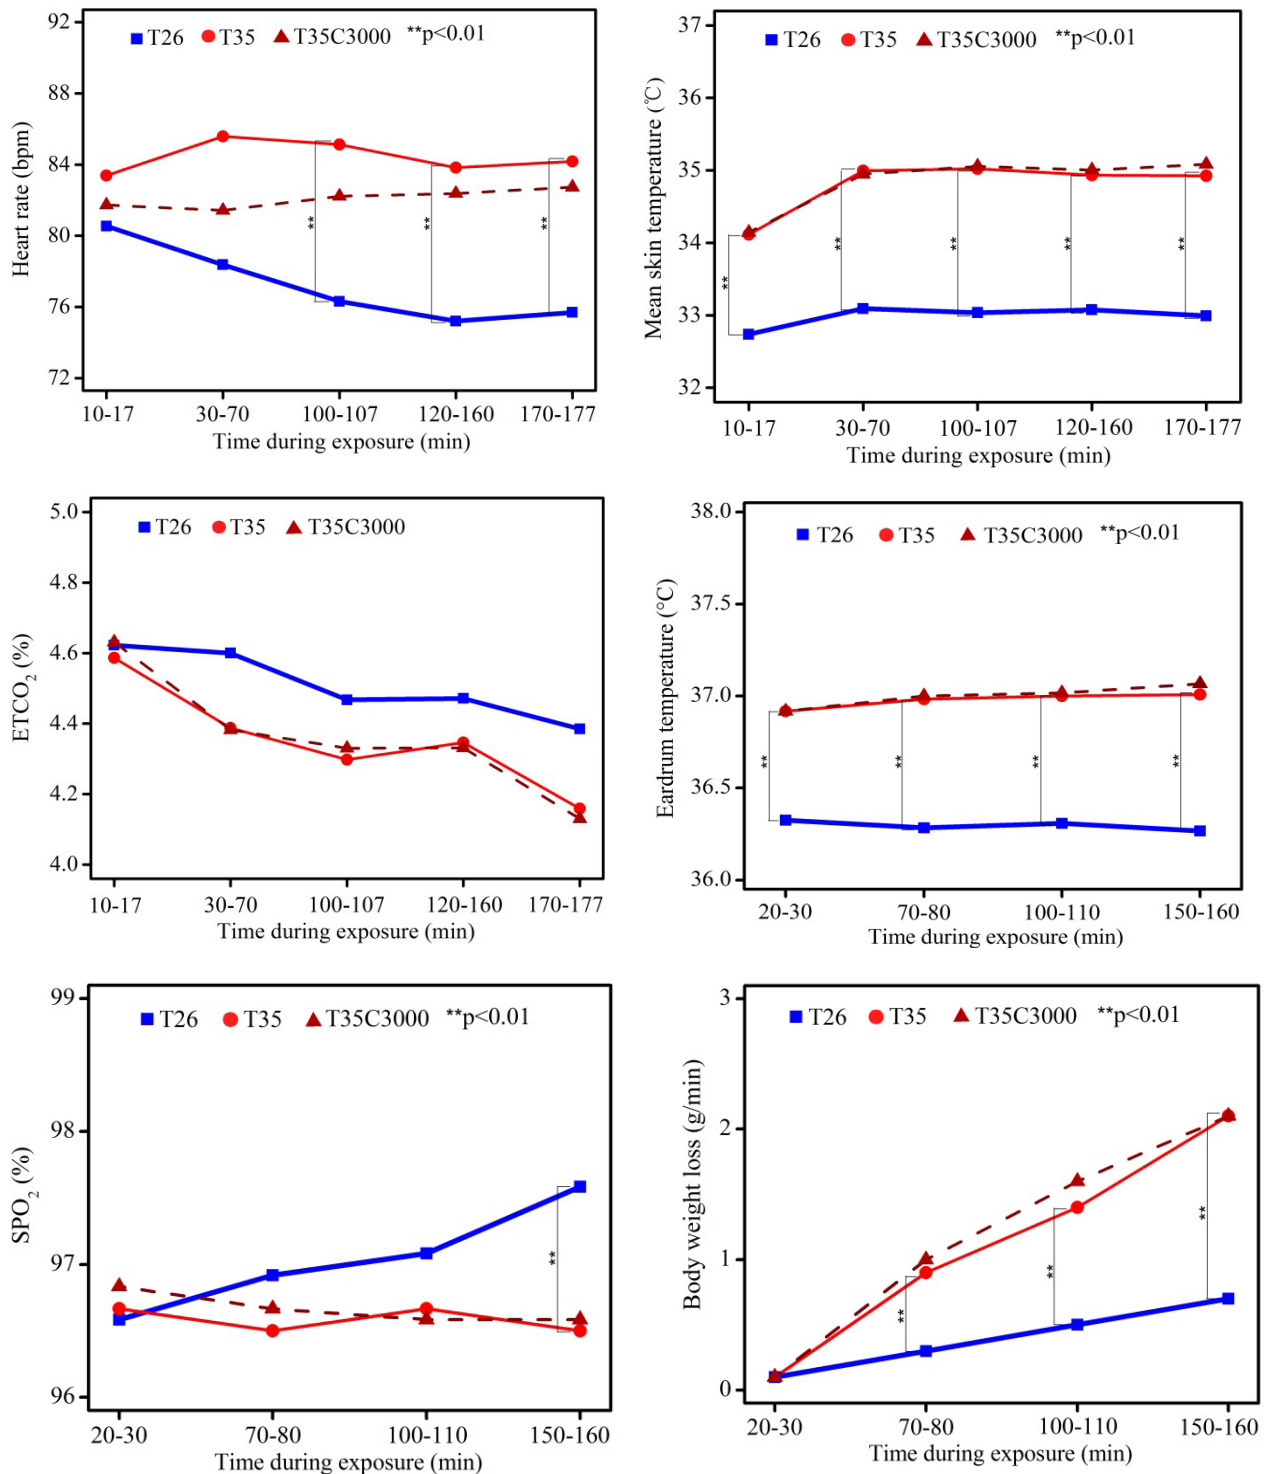 T26 T35 T35C3000 **p<0.01
92
88
84
80
76
72
Heart rate (bpm)
** ** **
10-17 30-70 100-107 120-160 170-177
Time during exposure (min)
T26 T35 T35C3000 **p<0.01
37
36
35
34
33
32
Mean skin temperature (℃)
** ** ** ** **
10-17 30-70 100-107 120-160 170-177
Time during exposure (min)
T26 T35 T35C3000
5.0
4.8
4.6
4.4
4.2
4.0
ETCO₂ (%)
10-17 30-70 100-107 120-160 170-177
Time during exposure (min)
T26 T35 T35C3000 **p<0.01
38.0
37.5
37.0
36.5
36.0
Eardrum temperature (°C)
** ** ** **
20-30 70-80 100-110 150-160
Time during exposure (min)
T26 T35 T35C3000 **p<0.01
99
98
97
96
SPO₂ (%)
**
20-30 70-80 100-110 150-160
Time during exposure (min)
T26 T35 T35C3000 **p<0.01
3
2
1
0
Body weight loss (g/min)
** ** **
20-30 70-80 100-110 150-160
Time during exposure (min)